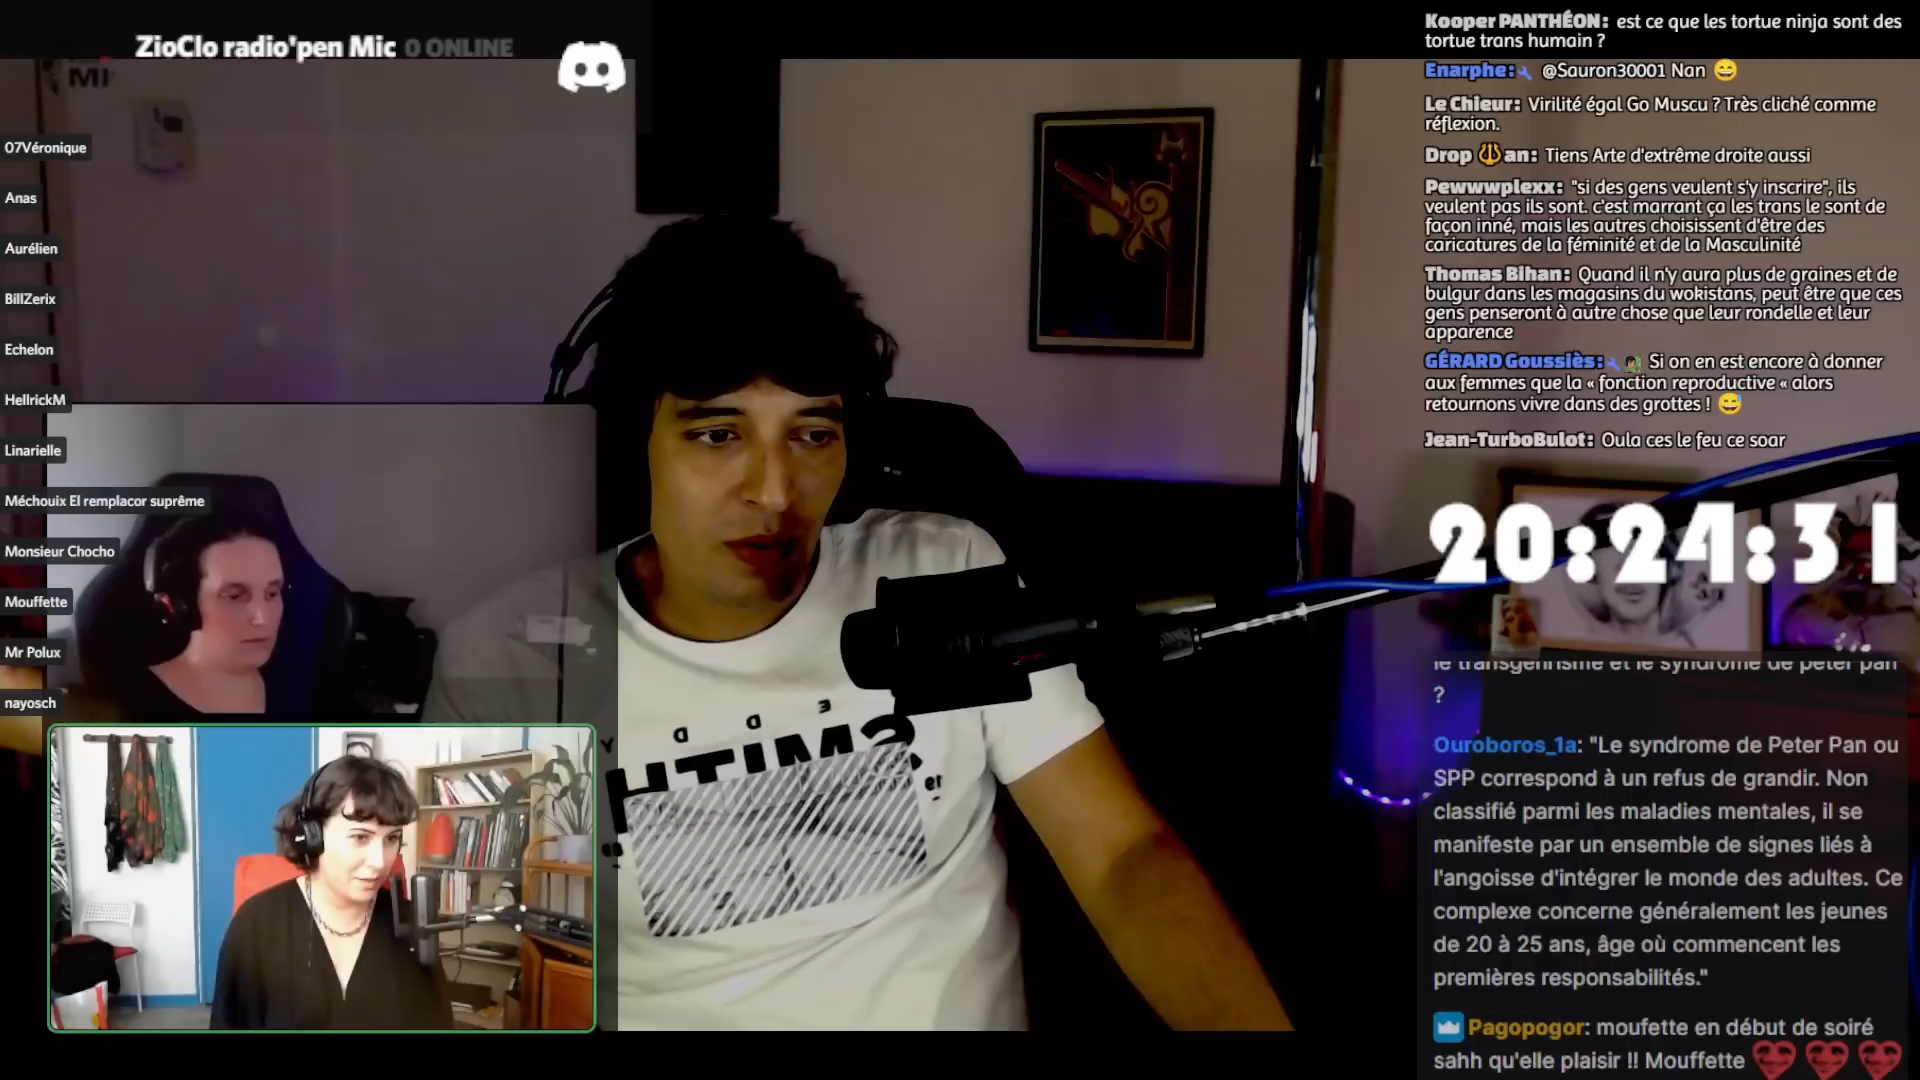 ZioClo radio'pen Mic 0 ONLINE
MI
07Véronique
Anas
Aurélien
BillZerix
Echelon
HellrickM
Linarielle
Méchouix El remplacor suprême
Monsieur Chocho
Mouffette
Mr Polux
nayosch
Kooper PANTHÉON: est ce que les tortue ninja sont des
tortue trans humain ?
Enarphe: @Sauron30001 Nan 😄
Le Chieur: Virilité égal Go Muscu ? Très cliché comme
réflexion.
Drop 🔱an: Tiens Arte d'extrême droite aussi
Pewwwplexx: "si des gens veulent s'y inscrire", ils
veulent pas ils sont. c'est marrant ça les trans le sont de
façon inné, mais les autres choisissent d'être des
caricatures de la féminité et de la Masculinité
Thomas Bihan: Quand il n'y aura plus de graines et de
bulgur dans les magasins du wokistans, peut être que ces
gens penseront à autre chose que leur rondelle et leur
apparence
GÉRARD Goussiès: Si on en est encore à donner
aux femmes que la « fonction reproductive « alors
retournons vivre dans des grottes ! 😅
Jean-TurboBulot: Oula ces le feu ce soar
20:24:31
le transgenrisme et le syndrome de peter pan
?
Ouroboros_1a: "Le syndrome de Peter Pan ou
SPP correspond à un refus de grandir. Non
classifié parmi les maladies mentales, il se
manifeste par un ensemble de signes liés à
l'angoisse d'intégrer le monde des adultes. Ce
complexe concerne généralement les jeunes
de 20 à 25 ans, âge où commencent les
premières responsabilités."
Pagopogor: moufette en début de soiré
sahh qu'elle plaisir !! Mouffette
SMITH